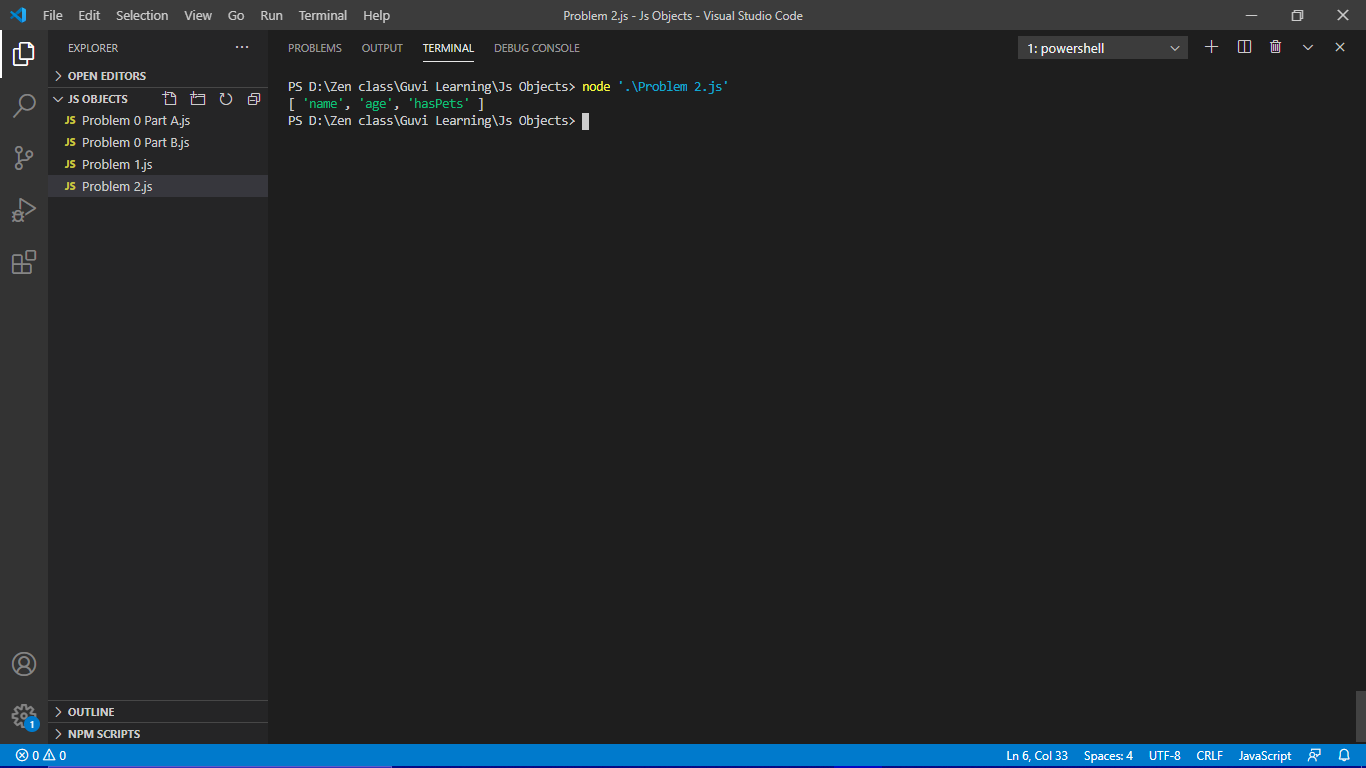 File Edit Selection View Go Run Terminal Help
Problem 2.js - Js Objects - Visual Studio Code
EXPLORER
OPEN EDITORS
JS OBJECTS
JS Problem 0 Part A.js
JS Problem 0 Part B.js
JS Problem 1.js
JS Problem 2.js
OUTLINE
NPM SCRIPTS
PROBLEMS OUTPUT TERMINAL DEBUG CONSOLE
1: powershell
PS D:\Zen class\Guvi Learning\Js Objects> node '.\Problem 2.js'
[ 'name', 'age', 'hasPets' ]
PS D:\Zen class\Guvi Learning\Js Objects>
1
0 0
Ln 6, Col 33 Spaces: 4 UTF-8 CRLF JavaScript